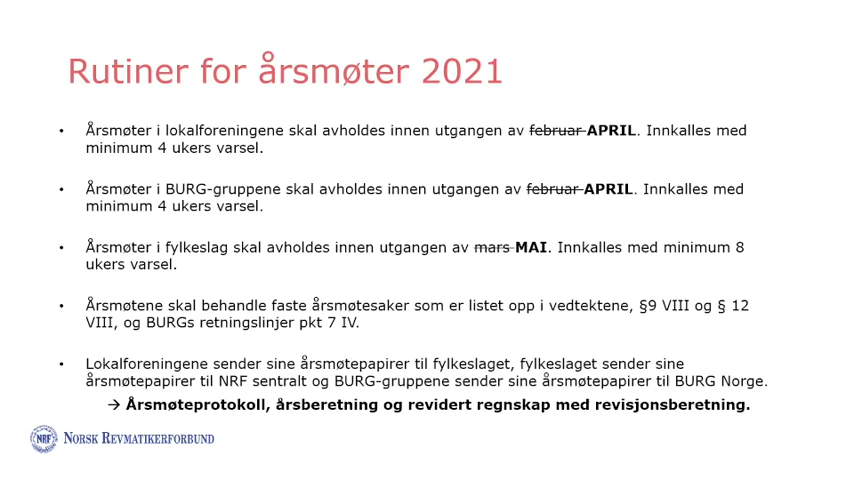 Rutiner for årsmøter 2021
• Årsmøter i lokalforeningene skal avholdes innen utgangen av februar APRIL. Innkalles med
minimum 4 ukers varsel.
• Årsmøter i BURG-gruppene skal avholdes innen utgangen av februar APRIL. Innkalles med
minimum 4 ukers varsel.
• Årsmøter i fylkeslag skal avholdes innen utgangen av mars MAI. Innkalles med minimum 8
ukers varsel.
• Årsmøtene skal behandle faste årsmøtesaker som er listet opp i vedtektene, §9 VIII og § 12
VIII, og BURGs retningslinjer pkt 7 IV.
• Lokalforeningene sender sine årsmøtepapirer til fylkeslaget, fylkeslaget sender sine
årsmøtepapirer til NRF sentralt og BURG-gruppene sender sine årsmøtepapirer til BURG Norge.
→ Årsmøteprotokoll, årsberetning og revidert regnskap med revisjonsberetning.
NRF NORSK REVMATIKERFORBUND